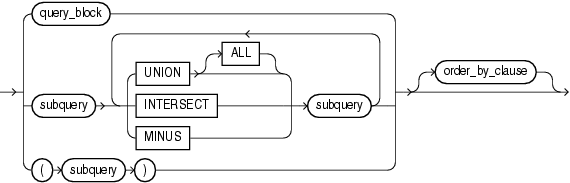 query_block
ALL
UNION
order_by_clause
subquery
INTERSECT
subquery
MINUS
( subquery )